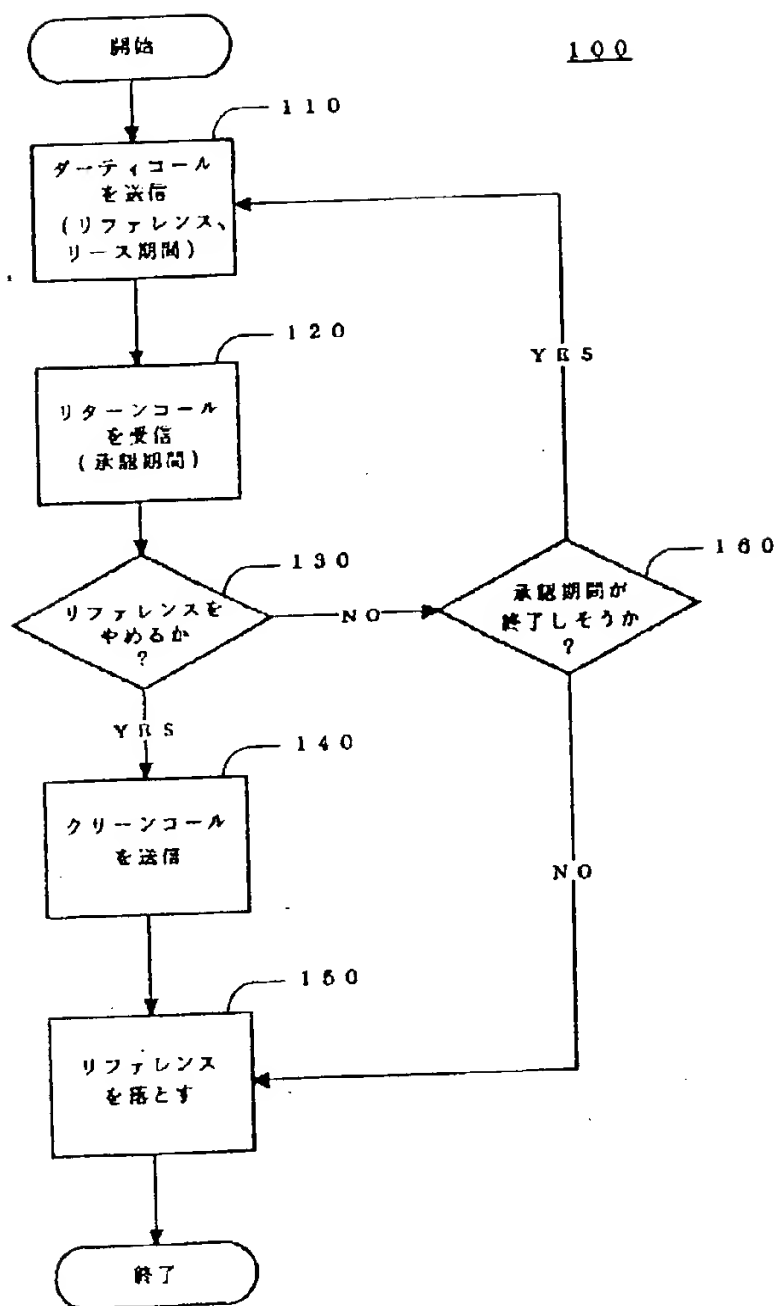 開始
100
110
ダーティコール
を送信
(リファレンス、
リース期間)
120
リターンコール
を受信
(承認期間)
YES
130
リファレンスを
やめるか
?
NO
160
承認期間が
終了しそうか
?
YES
140
クリーンコール
を送信
NO
150
リファレンス
を落とす
終了